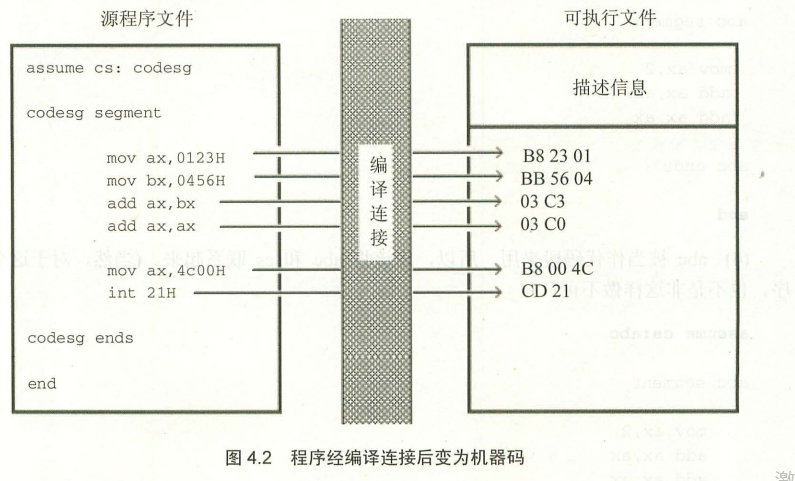 源程序文件
可执行文件
assume cs: codesg
codesg segment
mov ax,0123H
mov bx,0456H
add ax,bx
add ax,ax
mov ax,4c00H
int 21H
codesg ends
end
编译连接
描述信息
B8 23 01
BB 56 04
03 C3
03 C0
B8 00 4C
CD 21
图 4.2 程序经编译连接后变为机器码
激